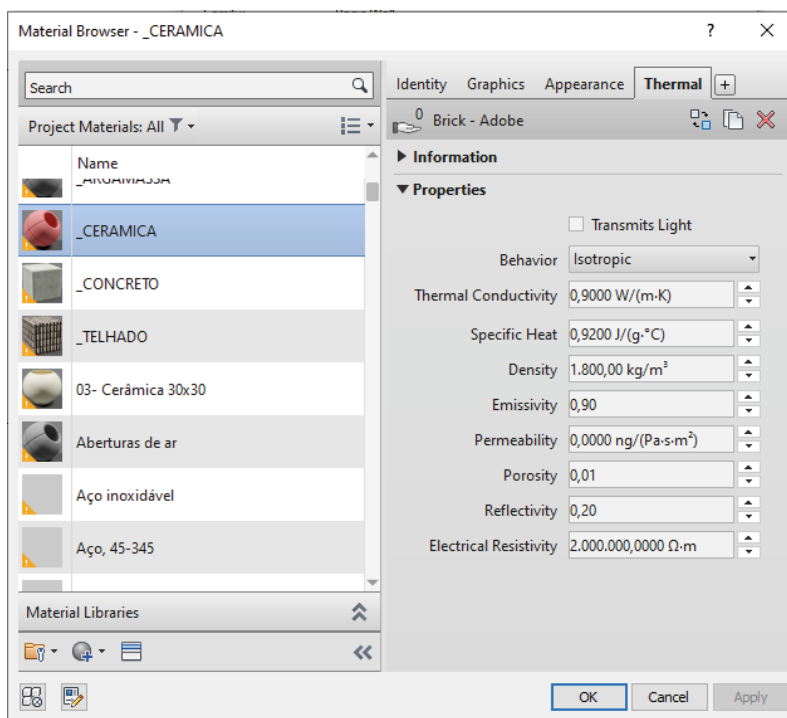 Material Browser - _CERAMICA
?
Search
Project Materials: All
Name
_ARGAMASSA
_CERAMICA
_CONCRETO
_TELHADO
03- Cerâmica 30x30
Aberturas de ar
Aço inoxidável
Aço, 45-345
Material Libraries
Identity Graphics Appearance Thermal +
0
Brick - Adobe
Information
Properties
Transmits Light
Behavior Isotropic
Thermal Conductivity 0,9000 W/(m·K)
Specific Heat 0,9200 J/(g·°C)
Density 1.800,00 kg/m³
Emissivity 0,90
Permeability 0,0000 ng/(Pa·s·m²)
Porosity 0,01
Reflectivity 0,20
Electrical Resistivity 2.000.000,0000 Ω·m
OK Cancel Apply